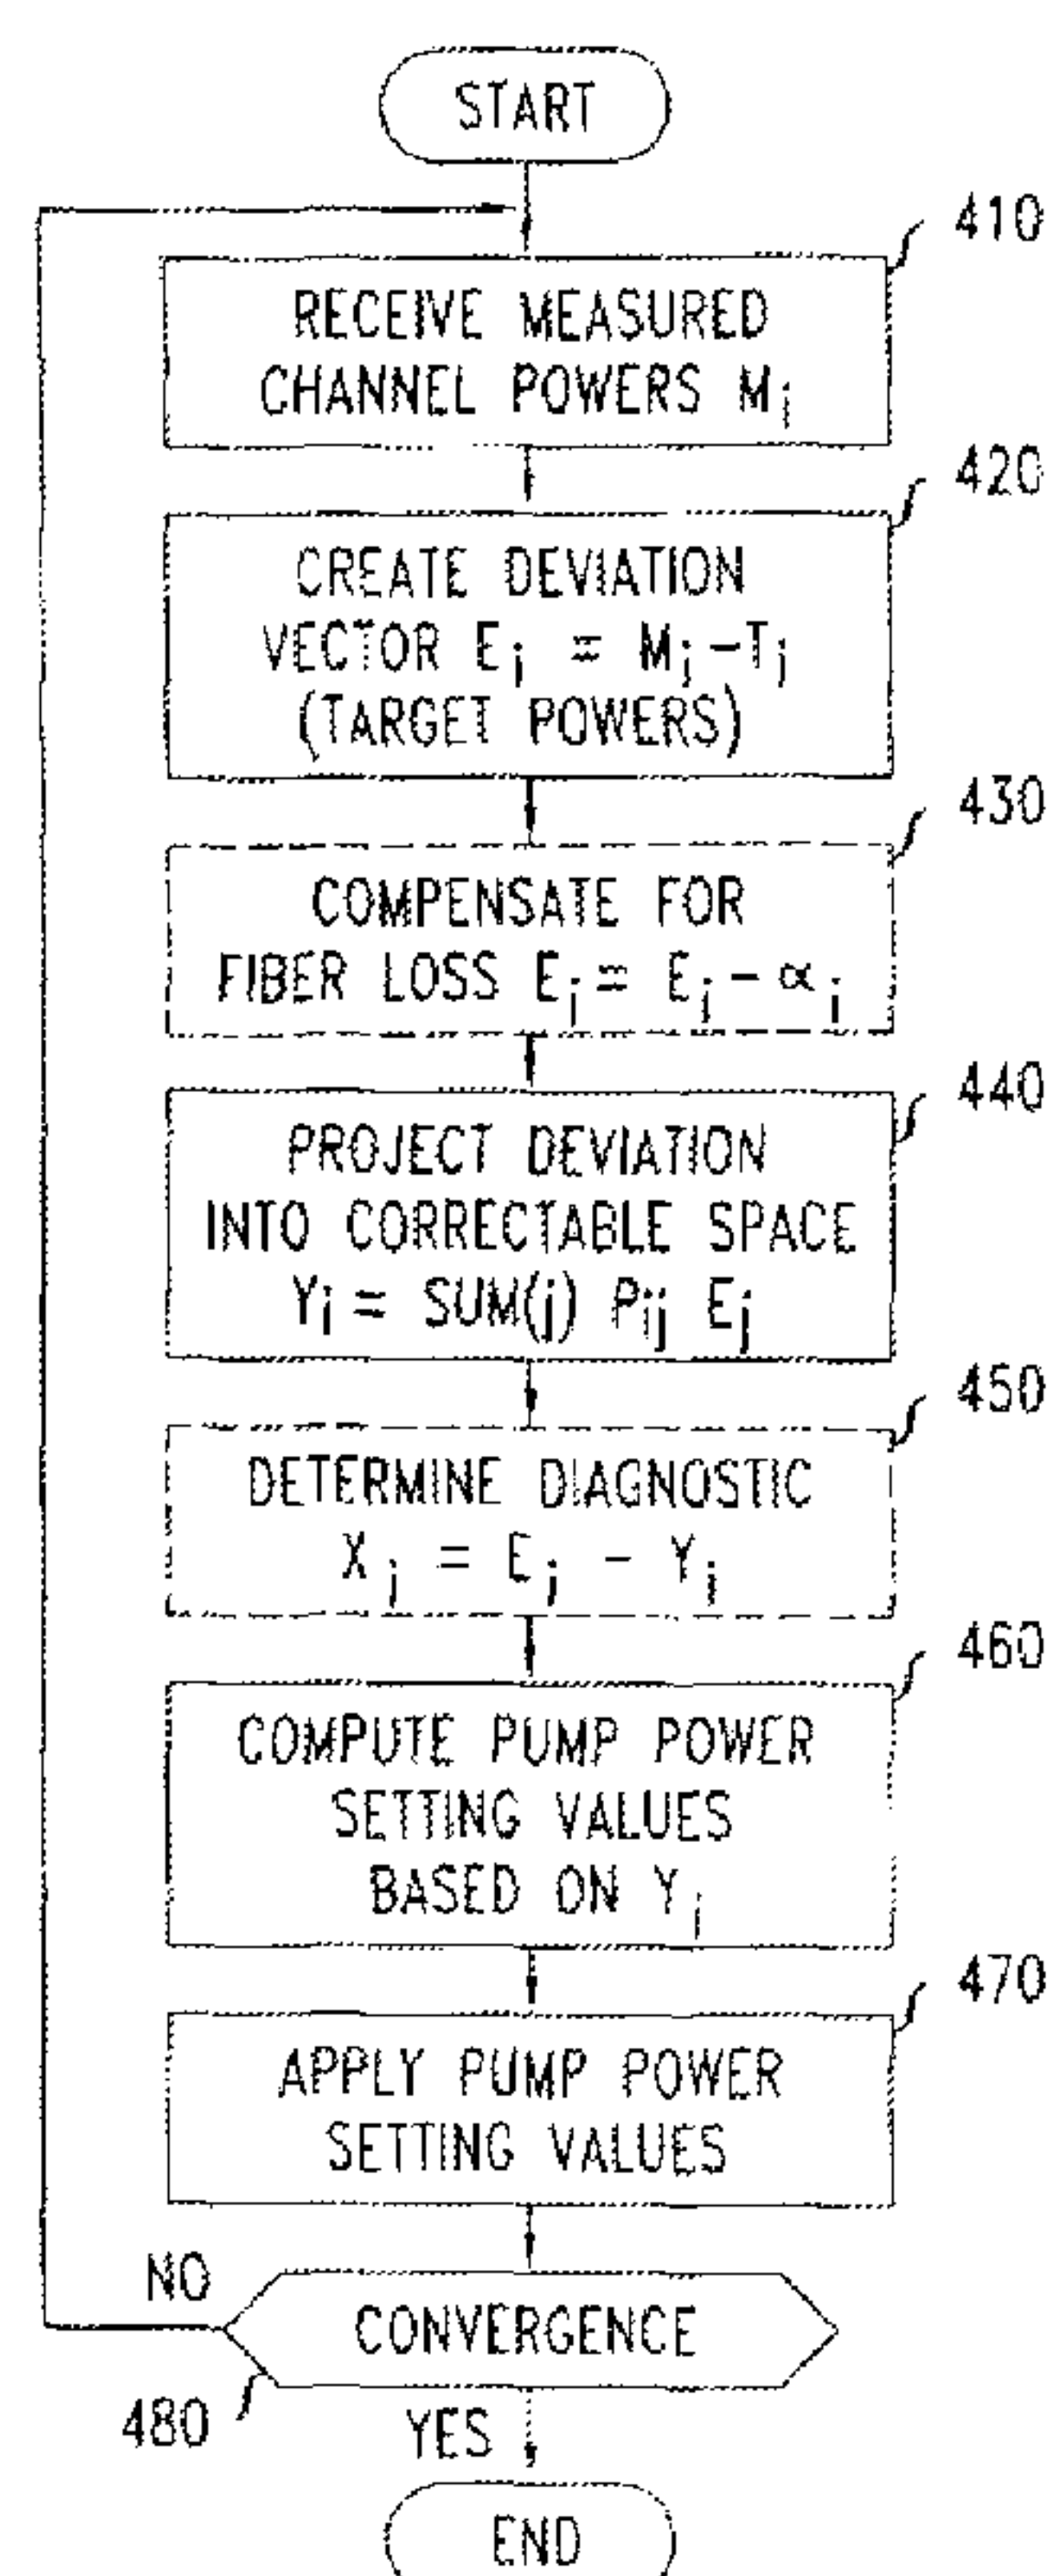 START
410
RECEIVE MEASURED
CHANNEL POWERS Mi
420
CREATE DEVIATION
VECTOR Ei = Mi-Ti
(TARGET POWERS)
430
COMPENSATE FOR
FIBER LOSS Ei = Ei - αi
440
PROJECT DEVIATION
INTO CORRECTABLE SPACE
Yi = SUM(j) Pij Ej
450
DETERMINE DIAGNOSTIC
Xi = Ei - Yi
460
COMPUTE PUMP POWER
SETTING VALUES
BASED ON Yi
470
APPLY PUMP POWER
SETTING VALUES
NO
CONVERGENCE
480
YES
END